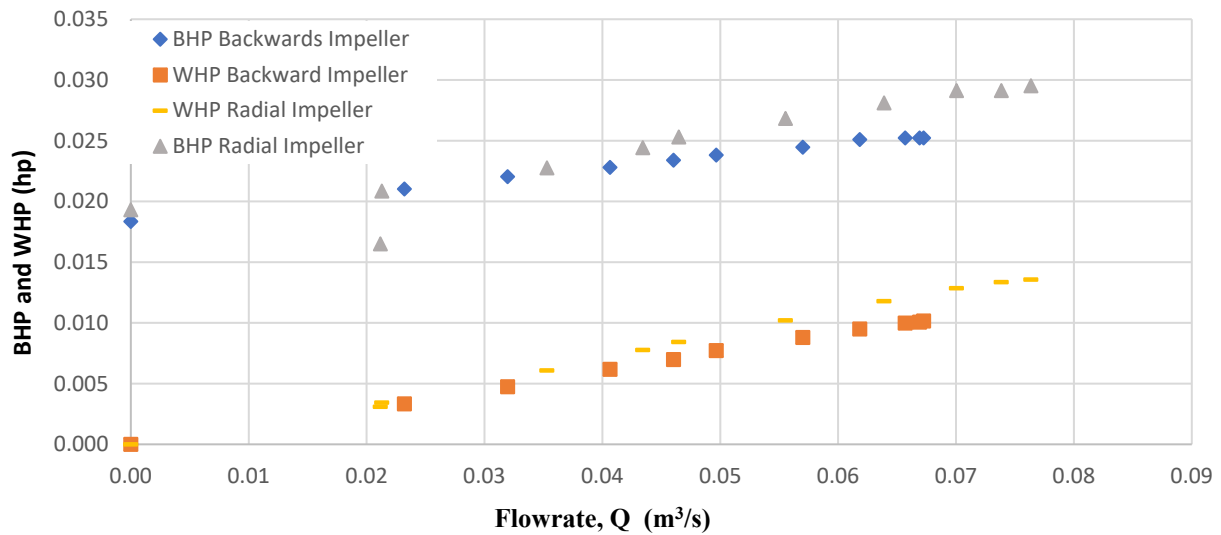 0.035
0.030
0.025
0.020
0.015
0.010
0.005
0.000
BHP and WHP (hp)
BHP Backwards Impeller
WHP Backward Impeller
WHP Radial Impeller
BHP Radial Impeller
0.00 0.01 0.02 0.03 0.04 0.05 0.06 0.07 0.08 0.09
Flowrate, Q (m³/s)